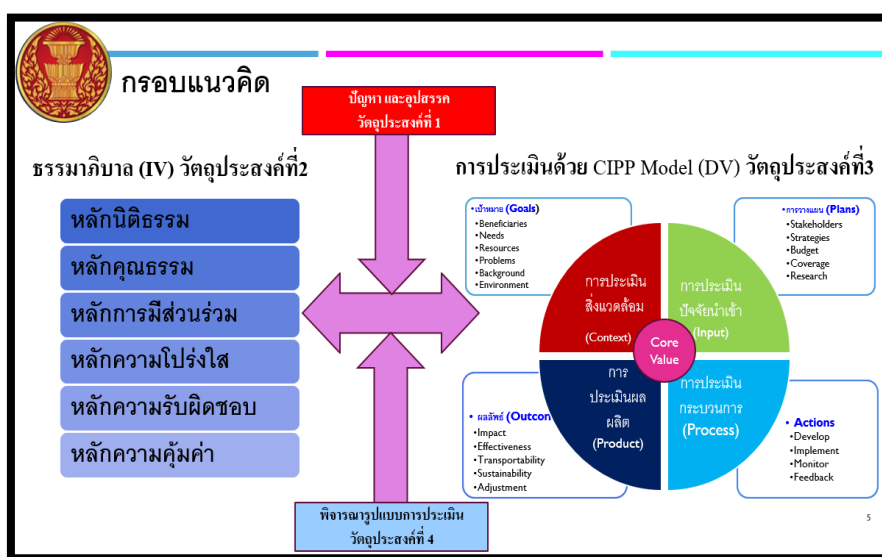 กรอบแนวคิด
ปัญหา และอุปสรรค
วัตถุประสงค์ที่ 1
ธรรมาภิบาล (IV) วัตถุประสงค์ที่2
หลักนิติธรรม
หลักคุณธรรม
หลักการมีส่วนร่วม
หลักความโปร่งใส
หลักความรับผิดชอบ
หลักความคุ้มค่า
การประเมินด้วย CIPP Model (DV) วัตถุประสงค์ที่3
•เป้าหมาย (Goals)
•Beneficiaries
•Needs
•Resources
•Problems
•Background
•Environment
•การวางแผน (Plans)
•Stakeholders
•Strategies
•Budget
•Coverage
•Research
การประเมิน
สิ่งแวดล้อม
(Context)
การประเมิน
ปัจจัยนำเข้า
(Input)
Core
Value
การ
ประเมินผล
ผลิต
(Product)
การประเมิน
กระบวนการ
(Process)
• ผลลัพธ์ (Outcon
•Impact
•Effectiveness
•Transportability
•Sustainability
•Adjustment
• Actions
•Develop
•Implement
•Monitor
•Feedback
พิจารณารูปแบบการประเมิน
วัตถุประสงค์ที่ 4
5